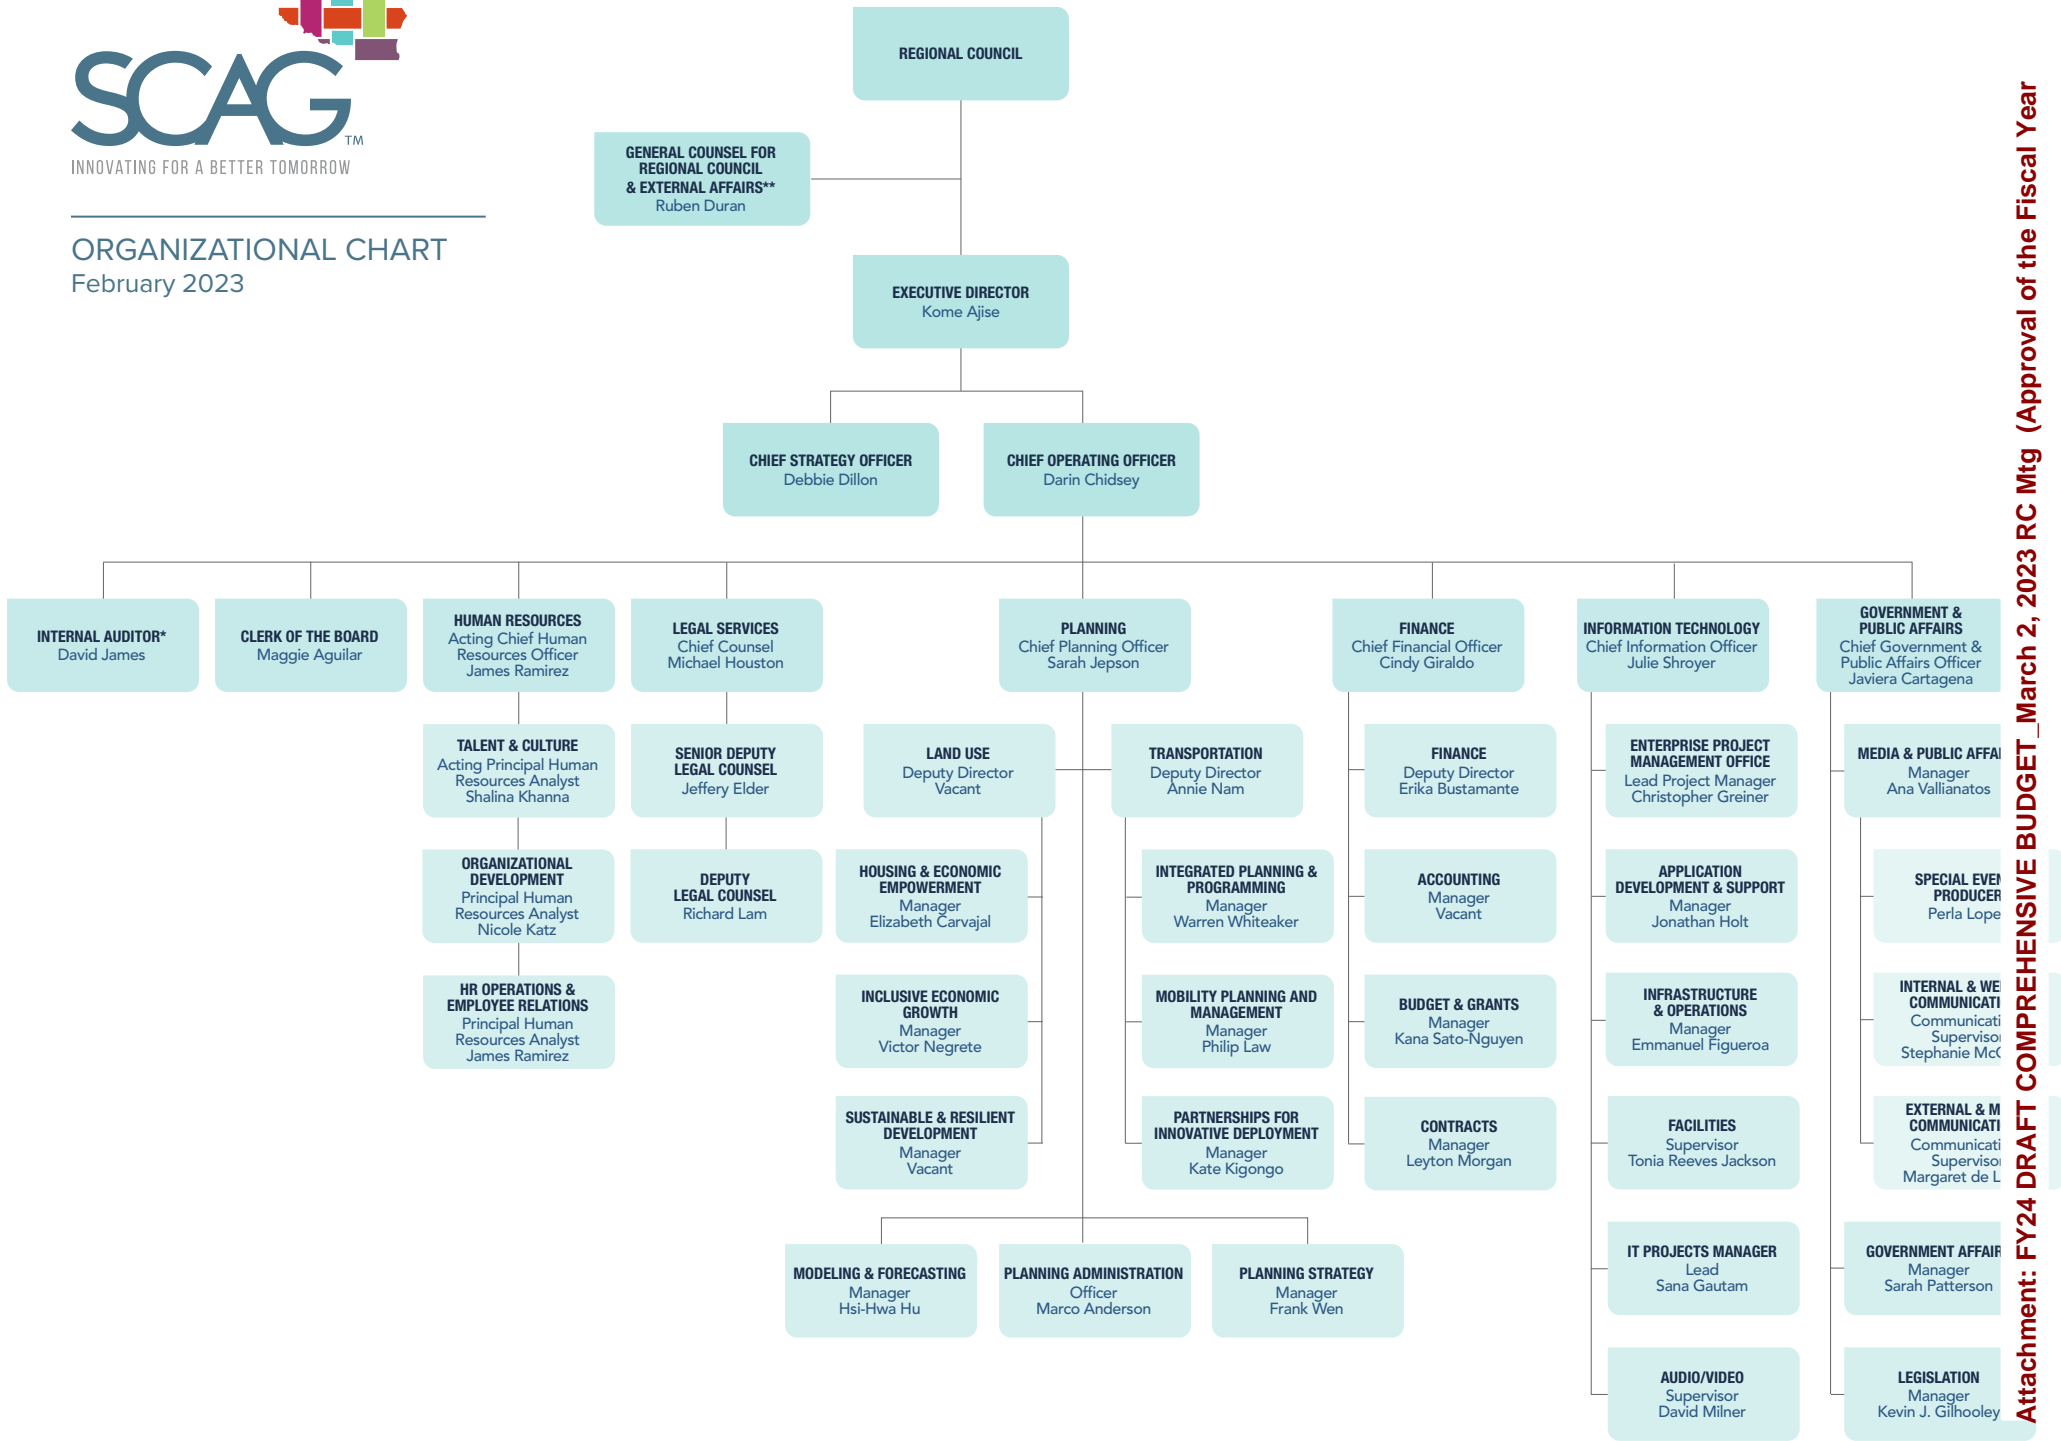 SCAG
TM
INNOVATING FOR A BETTER TOMORROW
ORGANIZATIONAL CHART
February 2023
REGIONAL COUNCIL
GENERAL COUNSEL FOR
REGIONAL COUNCIL
& EXTERNAL AFFAIRS**
Ruben Duran
EXECUTIVE DIRECTOR
Kome Ajise
CHIEF STRATEGY OFFICER
Debbie Dillon
CHIEF OPERATING OFFICER
Darin Chidsey
INTERNAL AUDITOR*
David James
CLERK OF THE BOARD
Maggie Aguilar
HUMAN RESOURCES
Acting Chief Human
Resources Officer
James Ramirez
TALENT & CULTURE
Acting Principal Human
Resources Analyst
Shalina Khanna
ORGANIZATIONAL
DEVELOPMENT
Principal Human
Resources Analyst
Nicole Katz
HR OPERATIONS &
EMPLOYEE RELATIONS
Principal Human
Resources Analyst
James Ramirez
LEGAL SERVICES
Chief Counsel
Michael Houston
SENIOR DEPUTY
LEGAL COUNSEL
Jeffery Elder
DEPUTY
LEGAL COUNSEL
Richard Lam
PLANNING
Chief Planning Officer
Sarah Jepson
LAND USE
Deputy Director
Vacant
HOUSING & ECONOMIC
EMPOWERMENT
Manager
Elizabeth Carvajal
INCLUSIVE ECONOMIC
GROWTH
Manager
Victor Negrete
SUSTAINABLE & RESILIENT
DEVELOPMENT
Manager
Vacant
TRANSPORTATION
Deputy Director
Annie Nam
INTEGRATED PLANNING &
PROGRAMMING
Manager
Warren Whiteaker
MOBILITY PLANNING AND
MANAGEMENT
Manager
Philip Law
PARTNERSHIPS FOR
INNOVATIVE DEPLOYMENT
Manager
Kate Kigongo
MODELING & FORECASTING
Manager
Hsi-Hwa Hu
PLANNING ADMINISTRATION
Officer
Marco Anderson
PLANNING STRATEGY
Manager
Frank Wen
FINANCE
Chief Financial Officer
Cindy Giraldo
FINANCE
Deputy Director
Erika Bustamante
ACCOUNTING
Manager
Vacant
BUDGET & GRANTS
Manager
Kana Sato-Nguyen
CONTRACTS
Manager
Leyton Morgan
INFORMATION TECHNOLOGY
Chief Information Officer
Julie Shroyer
ENTERPRISE PROJECT
MANAGEMENT OFFICE
Lead Project Manager
Christopher Greiner
APPLICATION
DEVELOPMENT & SUPPORT
Manager
Jonathan Holt
INFRASTRUCTURE
& OPERATIONS
Manager
Emmanuel Figueroa
FACILITIES
Supervisor
Tonia Reeves Jackson
IT PROJECTS MANAGER
Lead
Sana Gautam
AUDIO/VIDEO
Supervisor
David Milner
GOVERNMENT &
PUBLIC AFFAIRS
Chief Government &
Public Affairs Officer
Javiera Cartagena
MEDIA & PUBLIC
Manager
Ana Vallianatos
SPECIAL
PRODUCER
Perla
INTERNAL &
Stephanie
EXTERNAL &
Margaret de
GOVERNMENT
Manager
Sarah Patterson
LEGISLATION
Manager
Kevin J. Gilhooley
Attachment: FY24 DRAFT COMPREHENSIVE BUDGET_March 2, 2023 RC Mtg (Approval of the Fiscal Year